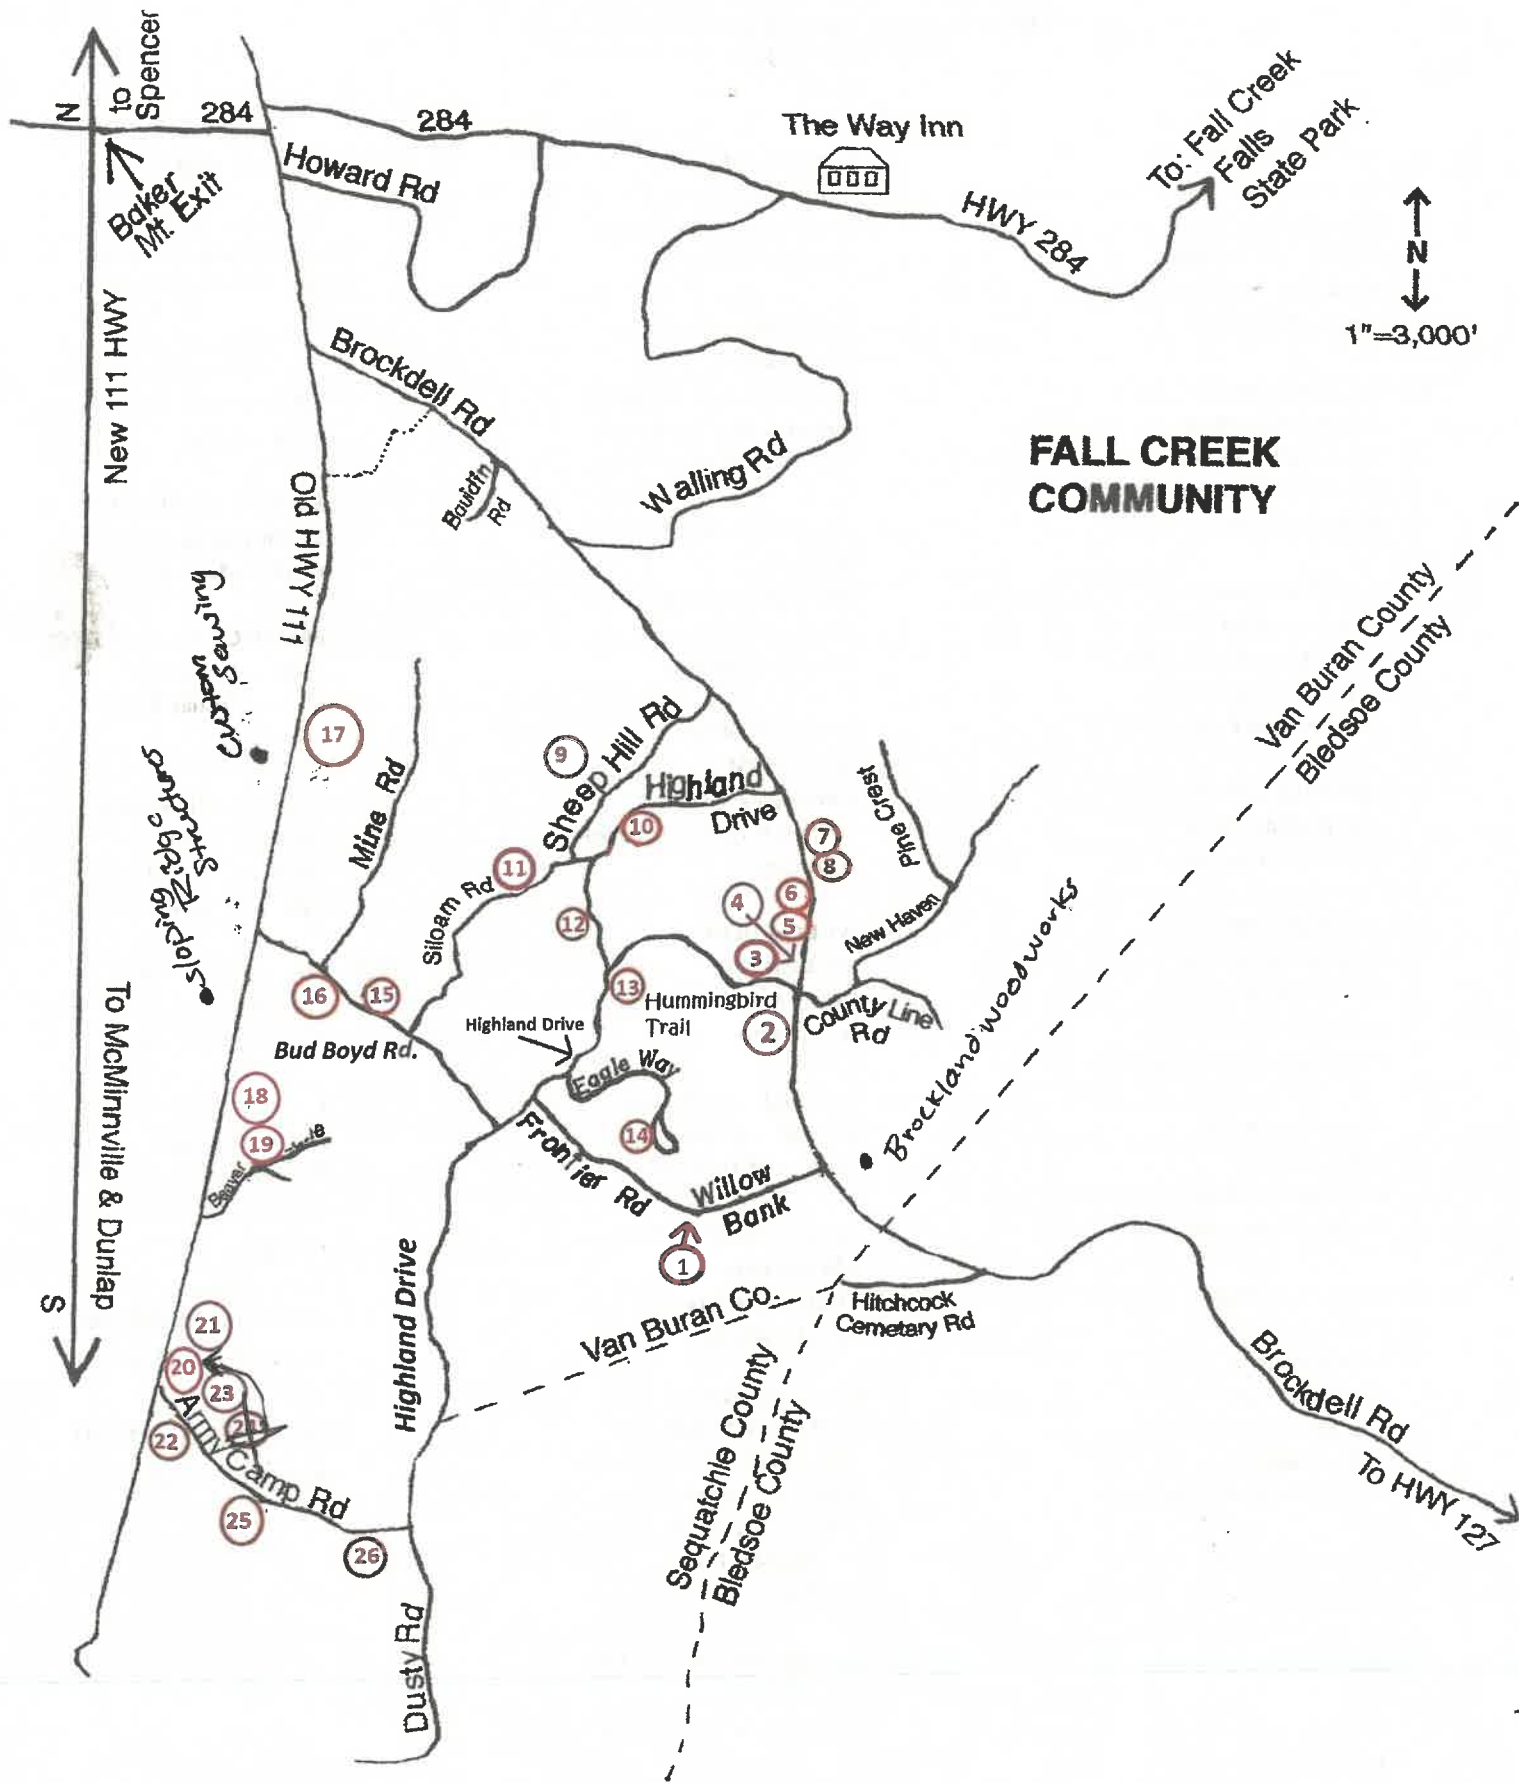 N
to
Spencer
284
284
The Way Inn
To: Fall Creek
Falls
State Park
Howard Rd
Baker
Mt. Exit
HWY 284
N
1"=3,000'
New 111 HWY
Brockdell Rd
Old HWY 111
Rd
Walling Rd
FALL CREEK
COMMUNITY
Van Buran County
Bledsoe County
Custom
Sawing
17
Mine Rd
9
Sheep Hill Rd
Highland
Drive
10
Pine Crest
7
8
Sloping
Ridge
Structures
11
Siloam Rd
12
4
6
5
3
New Haven
16
15
13
Hummingbird
Trail
2
County Line
Rd
Brockland woodworks
Highland Drive
Bud Boyd Rd.
Eagle Way
18
19
Beaver
14
Frontier Rd
Willow
Bank
1
To McMinnville & Dunlap
S
Highland Drive
Van Buran Co.
Hitchcock
Cemetary Rd
21
20
23
24
22
Army Camp Rd
25
26
Sequatchie County
Bledsoe County
Brockdell Rd
To HWY 127
Dusty Rd